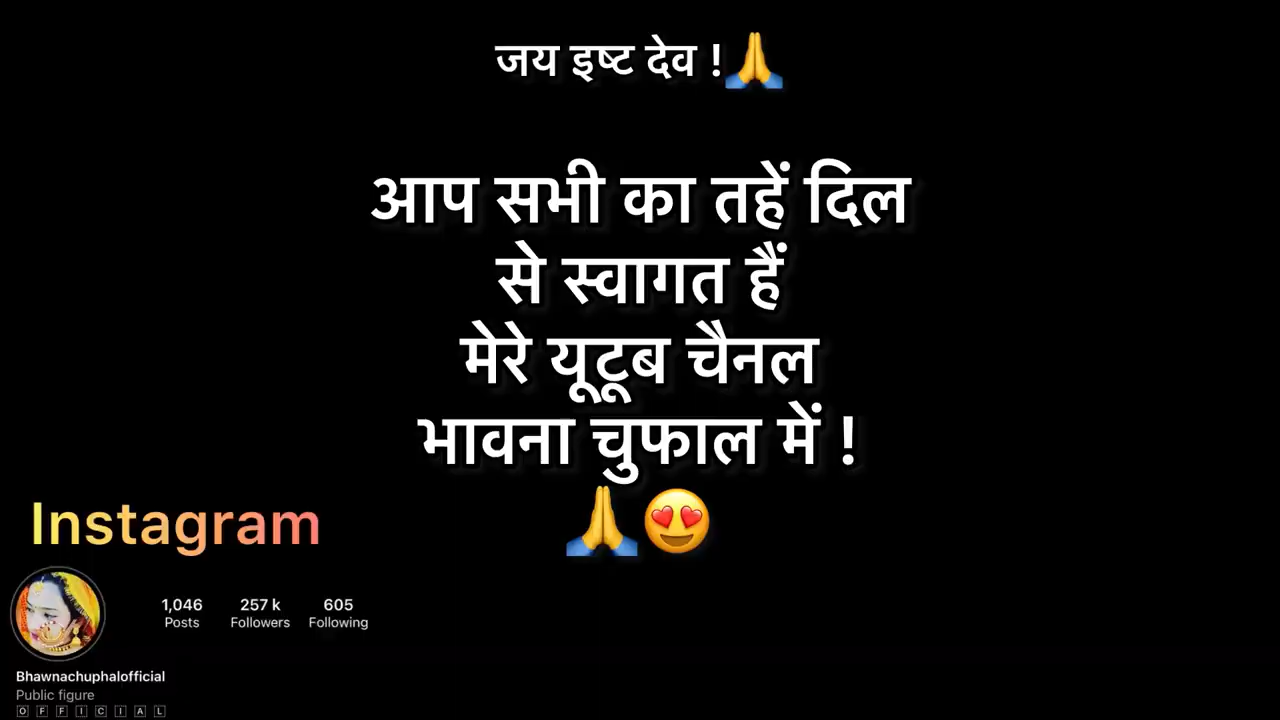 जय इष्ट देव !🙏
आप सभी का तहें दिल
से स्वागत हैं
मेरे यूटूब चैनल
भावना चुफाल में !
🙏😍
Instagram
1,046 257 k 605
Posts Followers Following
Bhawnachuphalofficial
Public figure
🄾 🄵 🄵 🄸 🄲 🄸 🄰 🄻